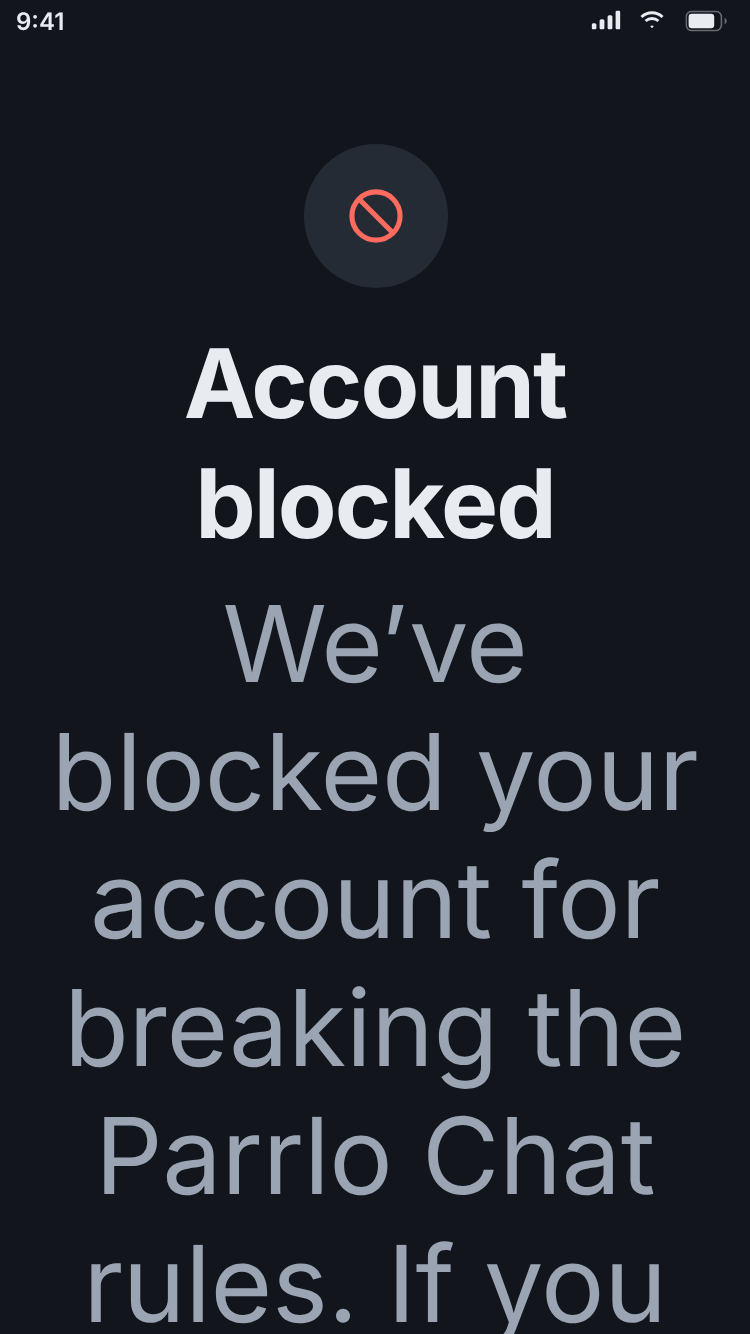 9:41
Account
blocked
We’ve
blocked your
account for
breaking the
Parrlo Chat
rules. If you